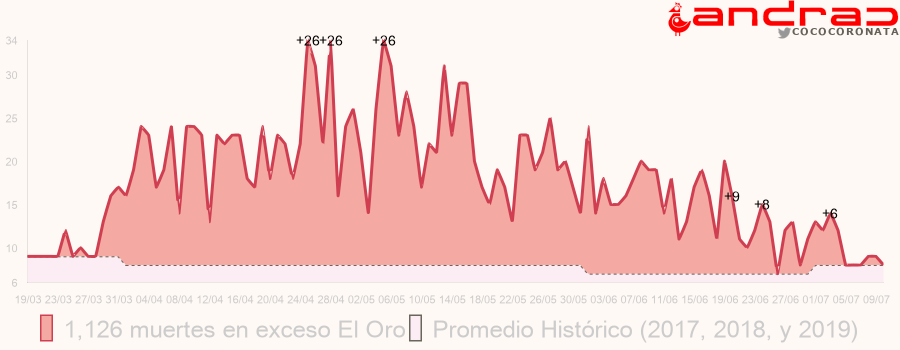 andrab
COCOCORONATA
34
30
25
20
15
10
6
+26 +26 +26
+9
+8
+6
19/03 23/03 27/03 31/03 04/04 08/04 12/04 16/04 20/04 24/04 28/04 02/05 06/05 10/05 14/05 18/05 22/05 26/05 30/05 03/06 07/06 11/06 15/06 19/06 23/06 27/06 01/07 05/07 09/07
1,126 muertes en exceso El Oro Promedio Histórico (2017, 2018, y 2019)